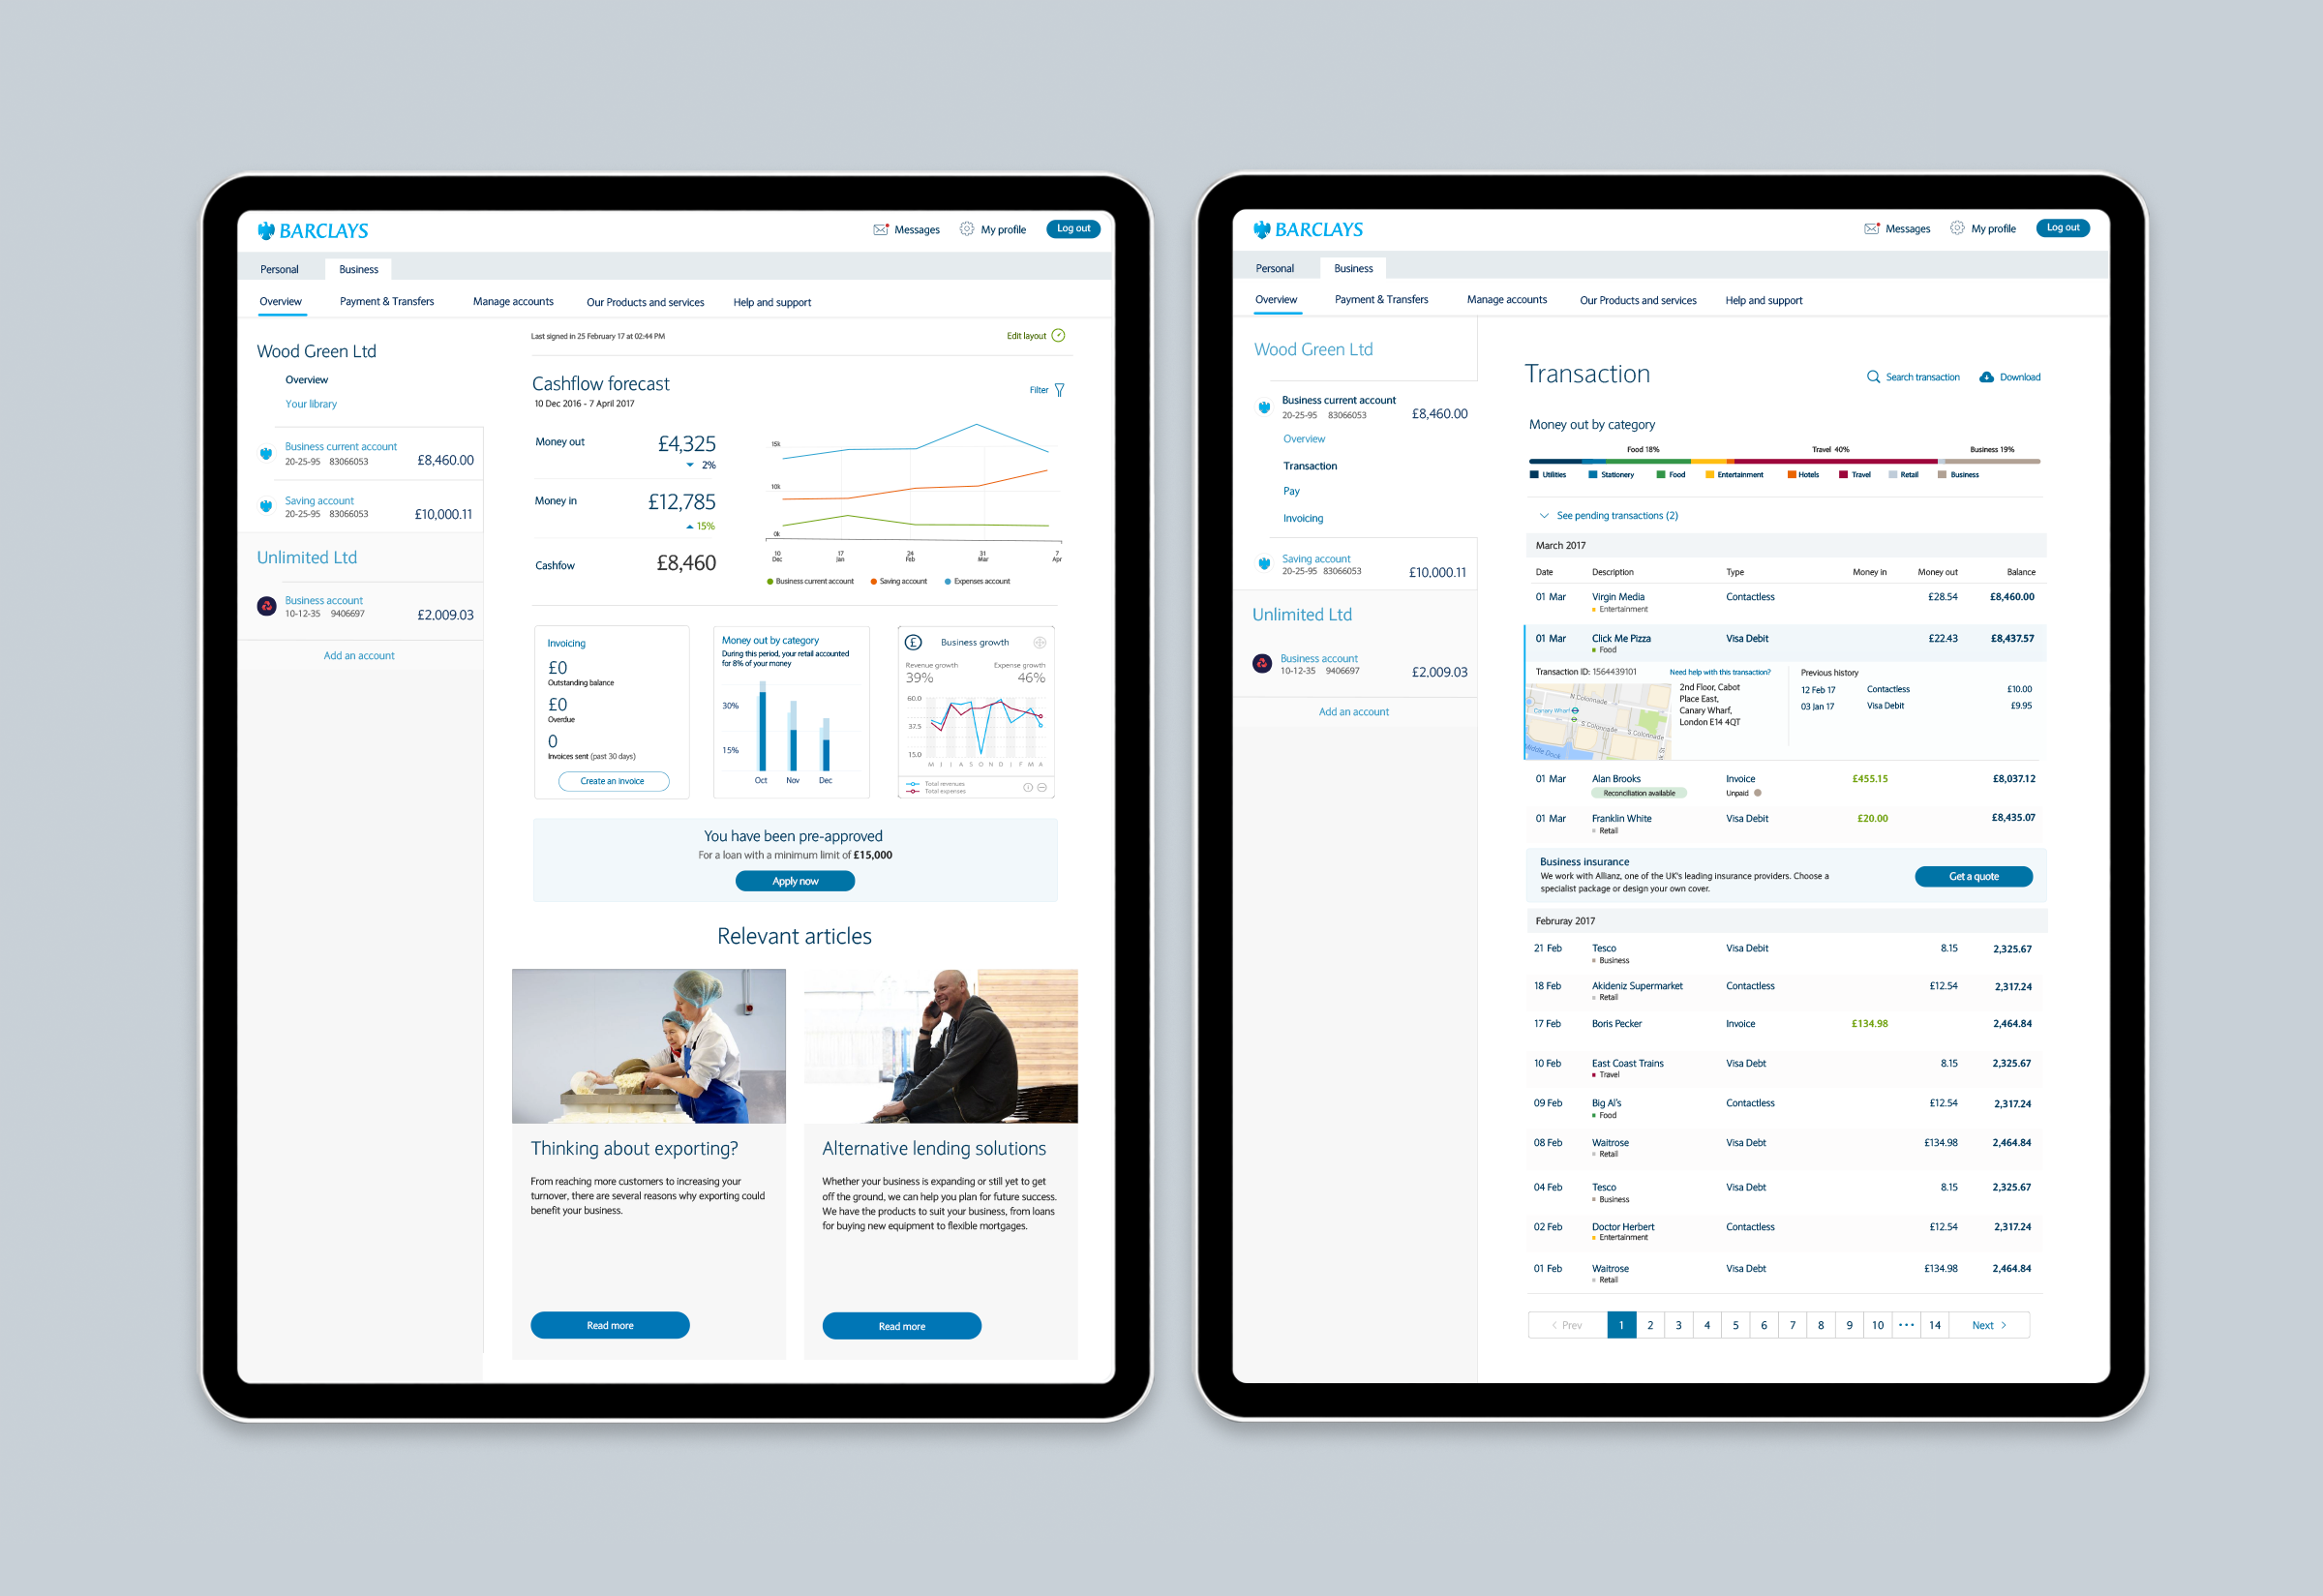 BARCLAYS
Messages
My profile
Log out
Personal
Business
Overview
Payment & Transfers
Manage accounts
Our Products and services
Help and support
Wood Green Ltd
Overview
Your library
Business current account
20-25-95 83066053
£8,460.00
Saving account
20-25-95 83066053
£10,000.11
Unlimited Ltd
Business account
10-12-35 9406697
£2,009.03
Add an account
Last signed in 25 February 17 at 02:44 PM
Edit layout
Cashflow forecast
10 Dec 2016 - 7 April 2017
Filter
Money out
£4,325
2%
Money in
£12,785
15%
Cashfow
£8,460
15k
10k
0k
10 Dec
17 Jan
24 Feb
31 Mar
7 Apr
Business current account
Saving account
Expenses account
Invoicing
£0
Outstanding balance
£0
Overdue
0
Invoices sent (past 30 days)
Create an invoice
Money out by category
During this period, your retail accounted
for 8% of your money
30%
15%
Oct Nov Dec
£
Business growth
Revenue growth
39%
Expense growth
46%
60.0
37.5
15.0
M J J A S O N D J F M A
Total revenues
Total expenses
You have been pre-approved
For a loan with a minimum limit of £15,000
Apply now
Relevant articles
Thinking about exporting?
From reaching more customers to increasing your
turnover, there are several reasons why exporting could
benefit your business.
Read more
Alternative lending solutions
Whether your business is expanding or still yet to get
off the ground, we can help you plan for future success.
We have the products to suit your business, from loans
for buying new equipment to flexible mortgages.
Read more
BARCLAYS
Messages
My profile
Log out
Personal
Business
Overview
Payment & Transfers
Manage accounts
Our Products and services
Help and support
Wood Green Ltd
Business current account
20-25-95 83066053
£8,460.00
Overview
Transaction
Pay
Invoicing
Saving account
20-25-95 83066053
£10,000.11
Unlimited Ltd
Business account
10-12-35 9406697
£2,009.03
Add an account
Transaction
Search transaction
Download
Money out by category
Food 18%
Travel 40%
Business 19%
Utilities
Stationery
Food
Entertainment
Hotels
Travel
Retail
Business
See pending transactions (2)
March 2017
Date Description Type Money in Money out Balance
01 Mar Virgin Media Contactless £28.54 £8,460.00
Entertainment
01 Mar Click Me Pizza Visa Debit £22.43 £8,437.57
Food
Transaction ID: 1564439101
Need help with this transaction?
2nd Floor, Cabot
Place East,
Canary Wharf,
London E14 4QT
N Colonnade
Canary Wharf
S Colonnade
S Colonnade
Middle Dock
Previous history
12 Feb 17 Contactless £10.00
03 Jan 17 Visa Debit £9.95
01 Mar Alan Brooks Invoice £455.15 £8,037.12
Reconciliation available
Unpaid
01 Mar Franklin White Visa Debit £20.00 £8,435.07
Retail
Business insurance
We work with Allianz, one of the UK's leading insurance providers. Choose a
specialist package or design your own cover.
Get a quote
Februray 2017
21 Feb Tesco Visa Debit 8.15 2,325.67
Business
18 Feb Akideniz Supermarket Contactless £12.54 2,317.24
Retail
17 Feb Boris Pecker Invoice £134.98 2,464.84
10 Feb East Coast Trains Visa Debt 8.15 2,325.67
Travel
09 Feb Big Al's Contactless £12.54 2,317.24
Food
08 Feb Waitrose Visa Debt £134.98 2,464.84
Retail
04 Feb Tesco Visa Debt 8.15 2,325.67
Business
02 Feb Doctor Herbert Contactless £12.54 2,317.24
Entertainment
01 Feb Waitrose Visa Debt £134.98 2,464.84
Retail
< Prev 1 2 3 4 5 6 7 8 9 10 ••• 14 Next >